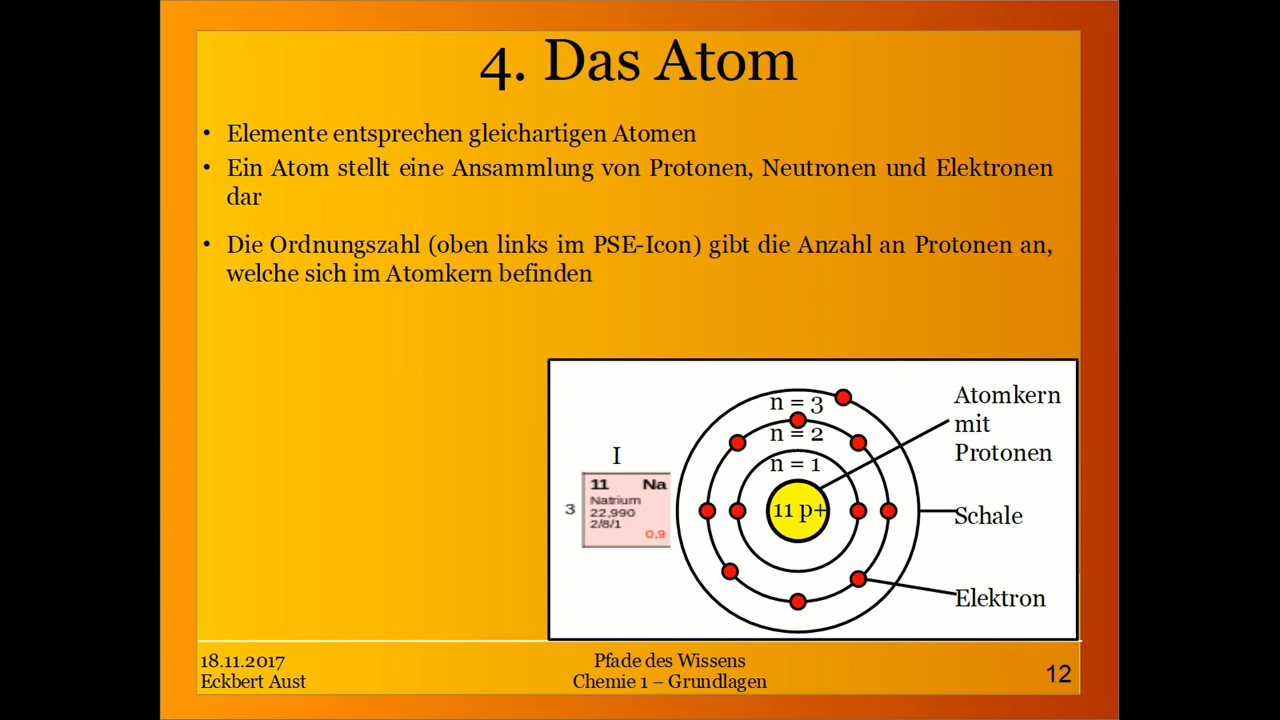 4. Das Atom
• Elemente entsprechen gleichartigen Atomen
• Ein Atom stellt eine Ansammlung von Protonen, Neutronen und Elektronen
dar
• Die Ordnungszahl (oben links im PSE-Icon) gibt die Anzahl an Protonen an,
welche sich im Atomkern befinden
I
3
11 Na
Natrium
22,990
2/8/1
0,9
n = 3
n = 2
n = 1
11 p+
Atomkern
mit
Protonen
Schale
Elektron
18.11.2017
Eckbert Aust
Pfade des Wissens
Chemie 1 – Grundlagen
12